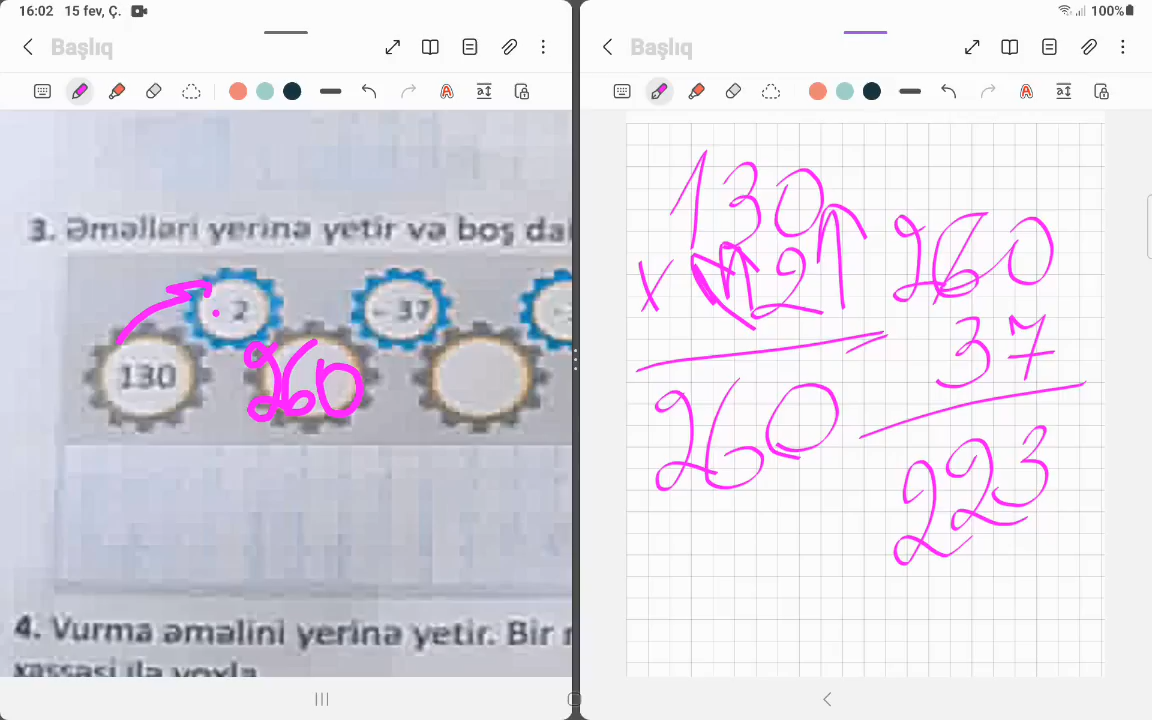 16:02 15 fev, Ç.
100%
Başlıq
Başlıq
3. Əməlləri yerinə yetir və boş
· 2
- 37
130
260
4. Vurma əməlini yerinə yetir. Bir
xassəsi ilə yoxla.
130
x 2
260
260
37
223